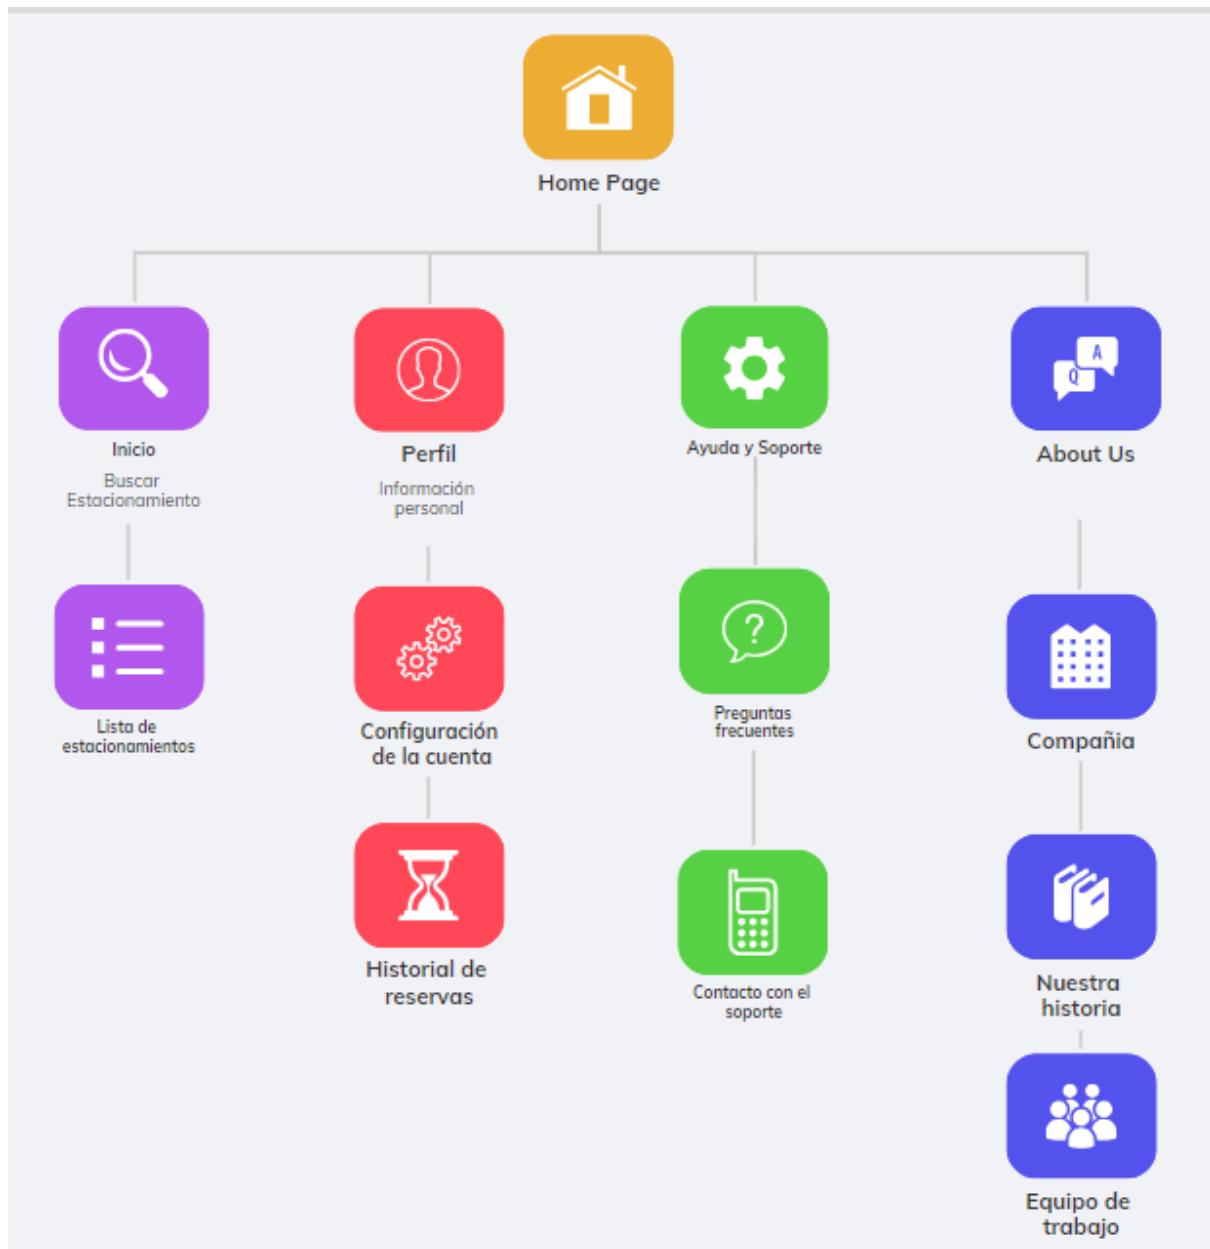 Home Page
Inicio
Buscar
Estacionamiento
Perfil
Información
personal
Ayuda y Soporte
A
Q
About Us
Lista de
estacionamientos
Configuración
de la cuenta
?
Preguntas
frecuentes
Compañia
Historial de
reservas
Contacto con el
soporte
Nuestra
historia
Equipo de
trabajo